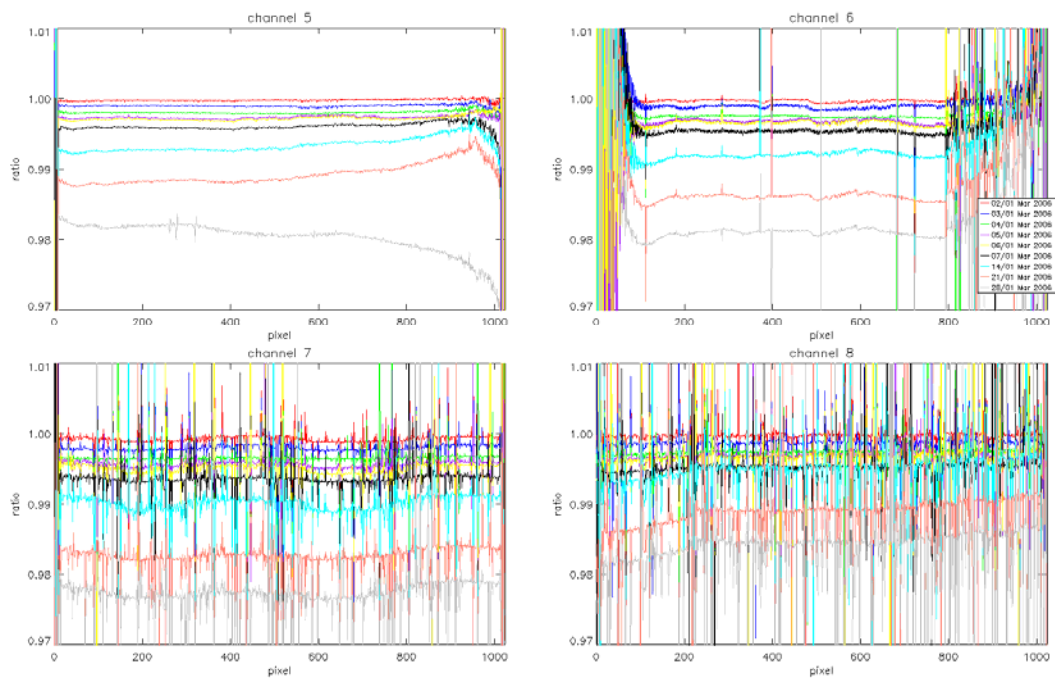 channel 5
1.01
1.00
0.99
0.98
0.97
ratio
0 200 400 600 800 1000
pixel
channel 6
1.01
1.00
0.99
0.98
0.97
ratio
0 200 400 600 800 1000
pixel
02/01 Mar 2006
03/01 Mar 2006
04/01 Mar 2006
05/01 Mar 2006
06/01 Mar 2006
07/01 Mar 2006
14/01 Mar 2006
21/01 Mar 2006
28/01 Mar 2006
channel 7
1.01
1.00
0.99
0.98
0.97
ratio
0 200 400 600 800 1000
pixel
channel 8
1.01
1.00
0.99
0.98
0.97
ratio
0 200 400 600 800 1000
pixel